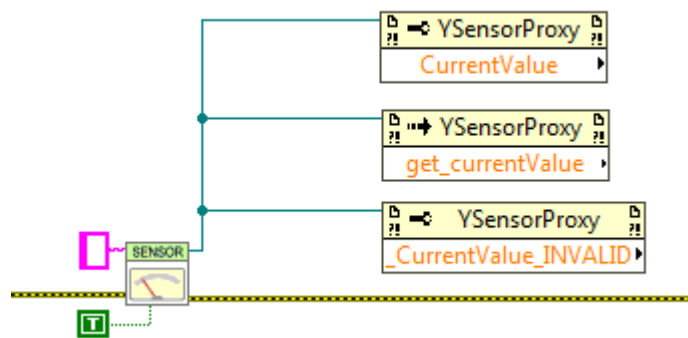 YSensorProxy
CurrentValue
YSensorProxy
get_currentValue
YSensorProxy
_CurrentValue_INVALID
SENSOR
T